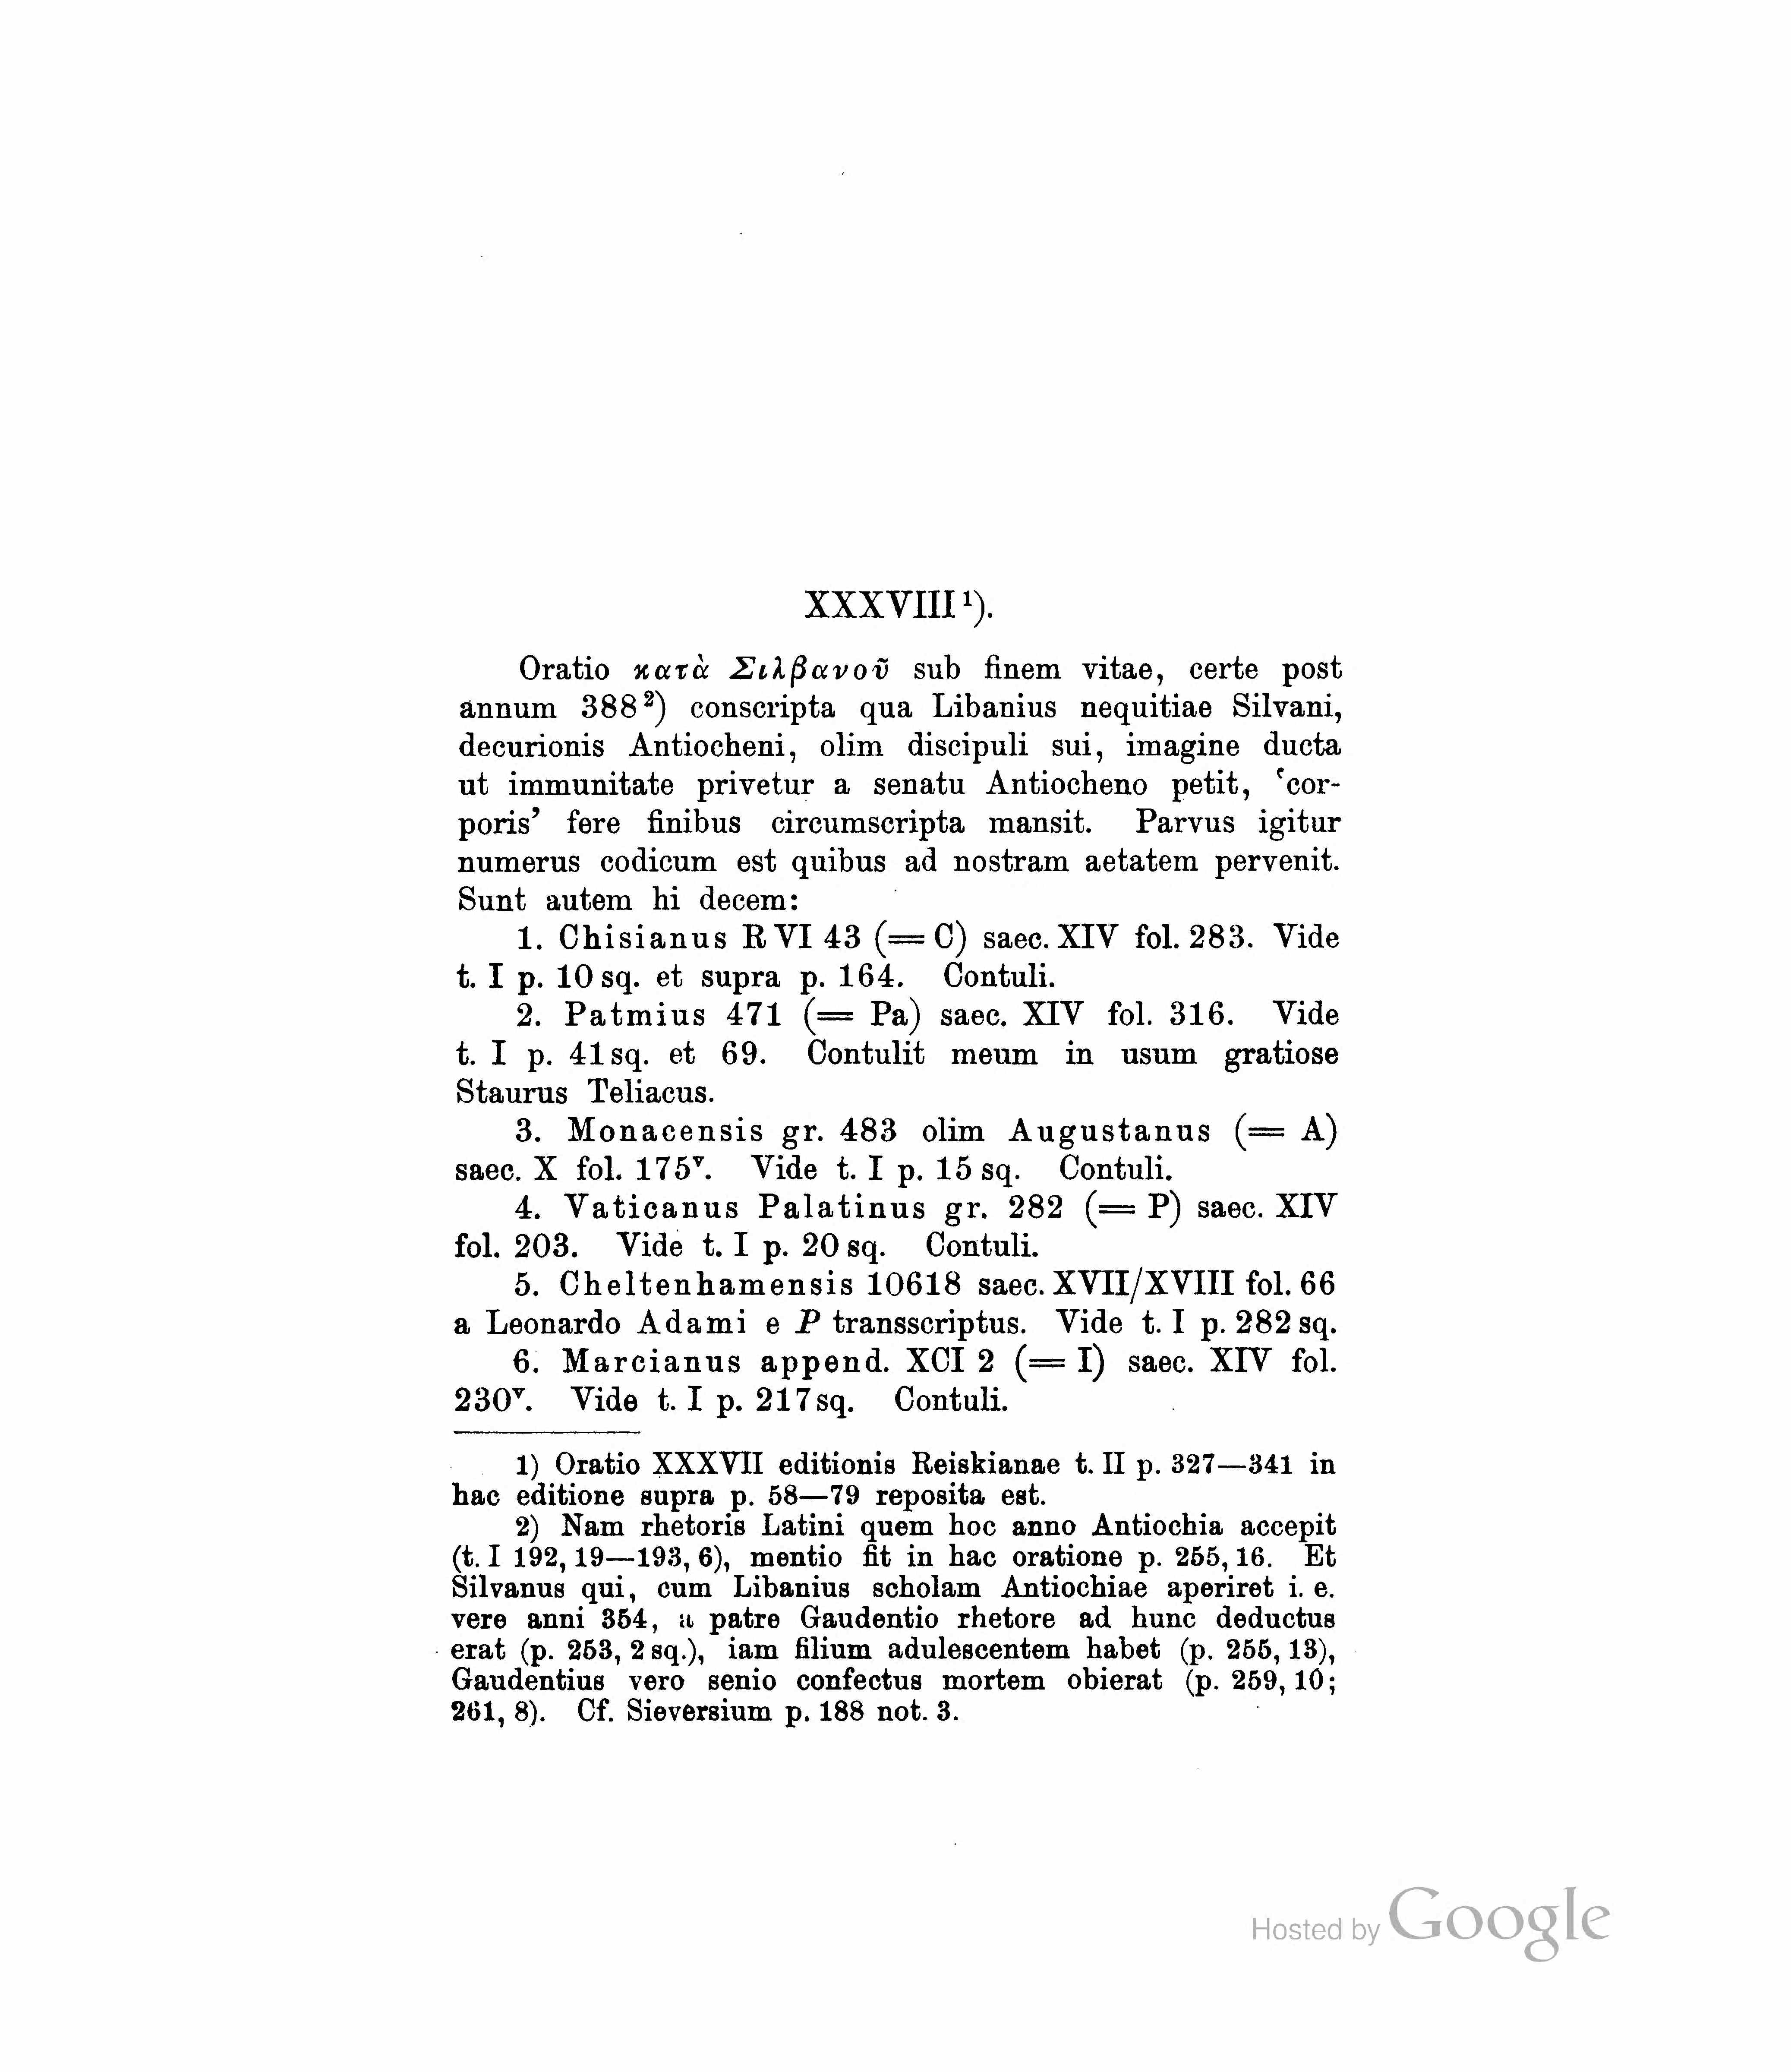 XXXVIII ¹).
Oratio κατὰ Σιλβανοῦ sub finem vitae, certe post
annum 388 ²) conscripta qua Libanius nequitiae Silvani,
decurionis Antiocheni, olim discipuli sui, imagine ducta
ut immunitate privetur a senatu Antiocheno petit, ‘cor-
poris’ fere finibus circumscripta mansit. Parvus igitur
numerus codicum est quibus ad nostram aetatem pervenit.
Sunt autem hi decem:
1. Chisianus R VI 43 (= C) saec. XIV fol. 283. Vide
t. I p. 10 sq. et supra p. 164. Contuli.
2. Patmius 471 (= Pa) saec. XIV fol. 316. Vide
t. I p. 41 sq. et 69. Contulit meum in usum gratiose
Staurus Teliacus.
3. Monacensis gr. 483 olim Augustanus (= A)
saec. X fol. 175ᵛ. Vide t. I p. 15 sq. Contuli.
4. Vaticanus Palatinus gr. 282 (= P) saec. XIV
fol. 203. Vide t. I p. 20 sq. Contuli.
5. Cheltenhamensis 10618 saec. XVII/XVIII fol. 66
a Leonardo Adami e P transscriptus. Vide t. I p. 282 sq.
6. Marcianus append. XCI 2 (= I) saec. XIV fol.
230ᵛ. Vide t. I p. 217 sq. Contuli.
1) Oratio XXXVII editionis Reiskianae t. II p. 327—341 in
hac editione supra p. 58—79 reposita est.
2) Nam rhetoris Latini quem hoc anno Antiochia accepit
(t. I 192, 19—193, 6), mentio fit in hac oratione p. 255, 16. Et
Silvanus qui, cum Libanius scholam Antiochiae aperiret i. e.
vere anni 354, a patre Gaudentio rhetore ad hunc deductus
erat (p. 253, 2 sq.), iam filium adulescentem habet (p. 255, 13),
Gaudentius vero senio confectus mortem obierat (p. 259, 10;
261, 8). Cf. Sieversium p. 188 not. 3.
Hosted by Google